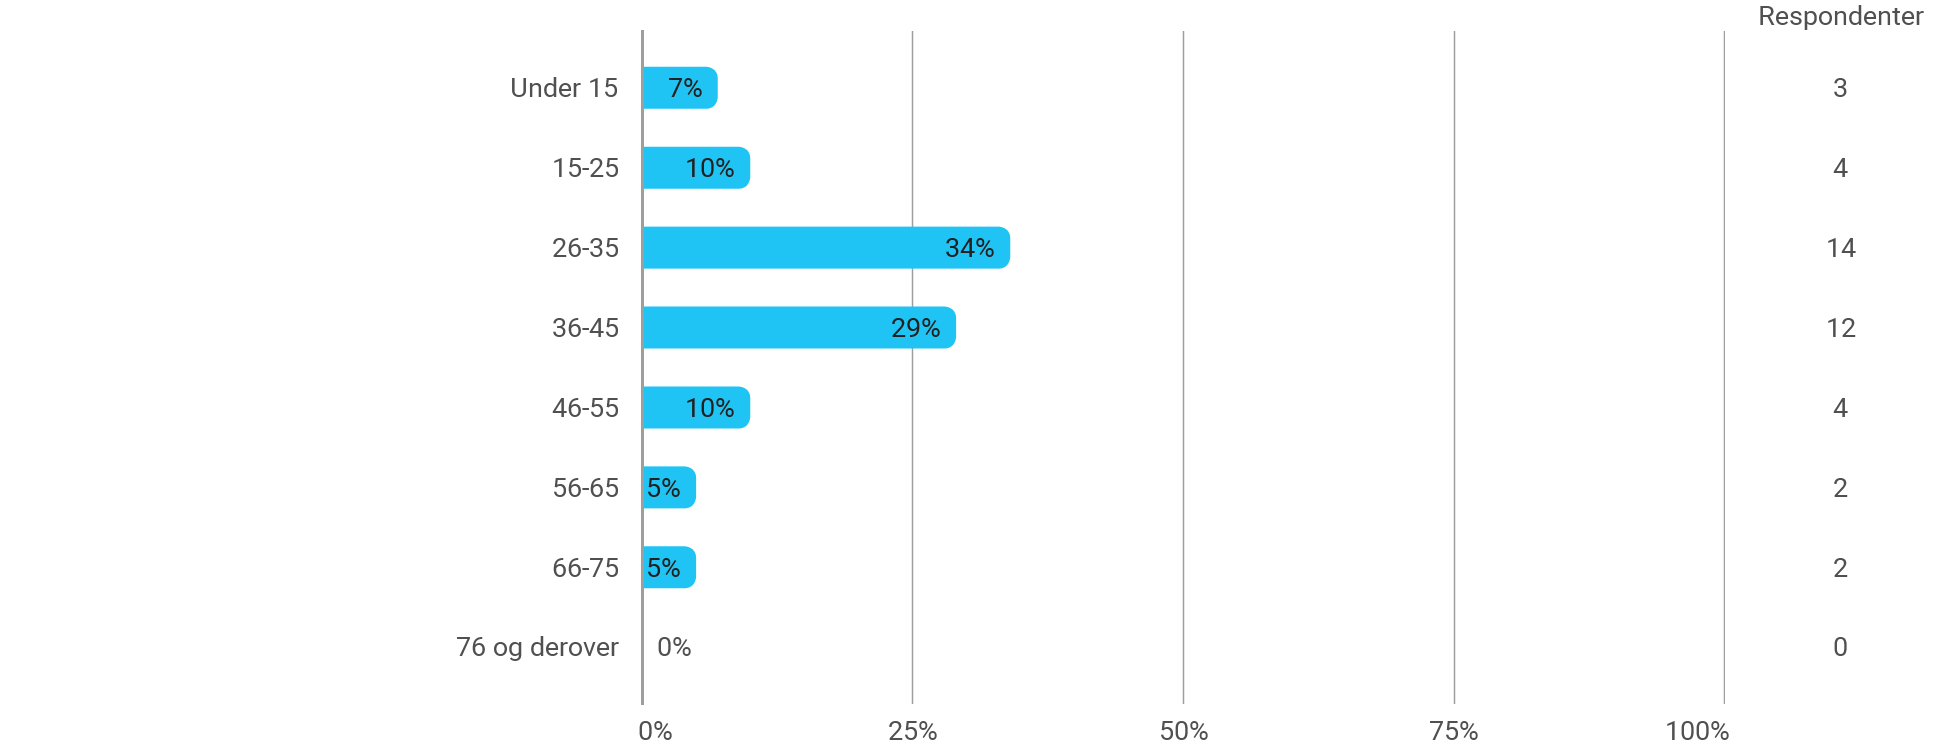 Respondenter
Under 15 7% 3
15-25 10% 4
26-35 34% 14
36-45 29% 12
46-55 10% 4
56-65 5% 2
66-75 5% 2
76 og derover 0% 0
0% 25% 50% 75% 100%